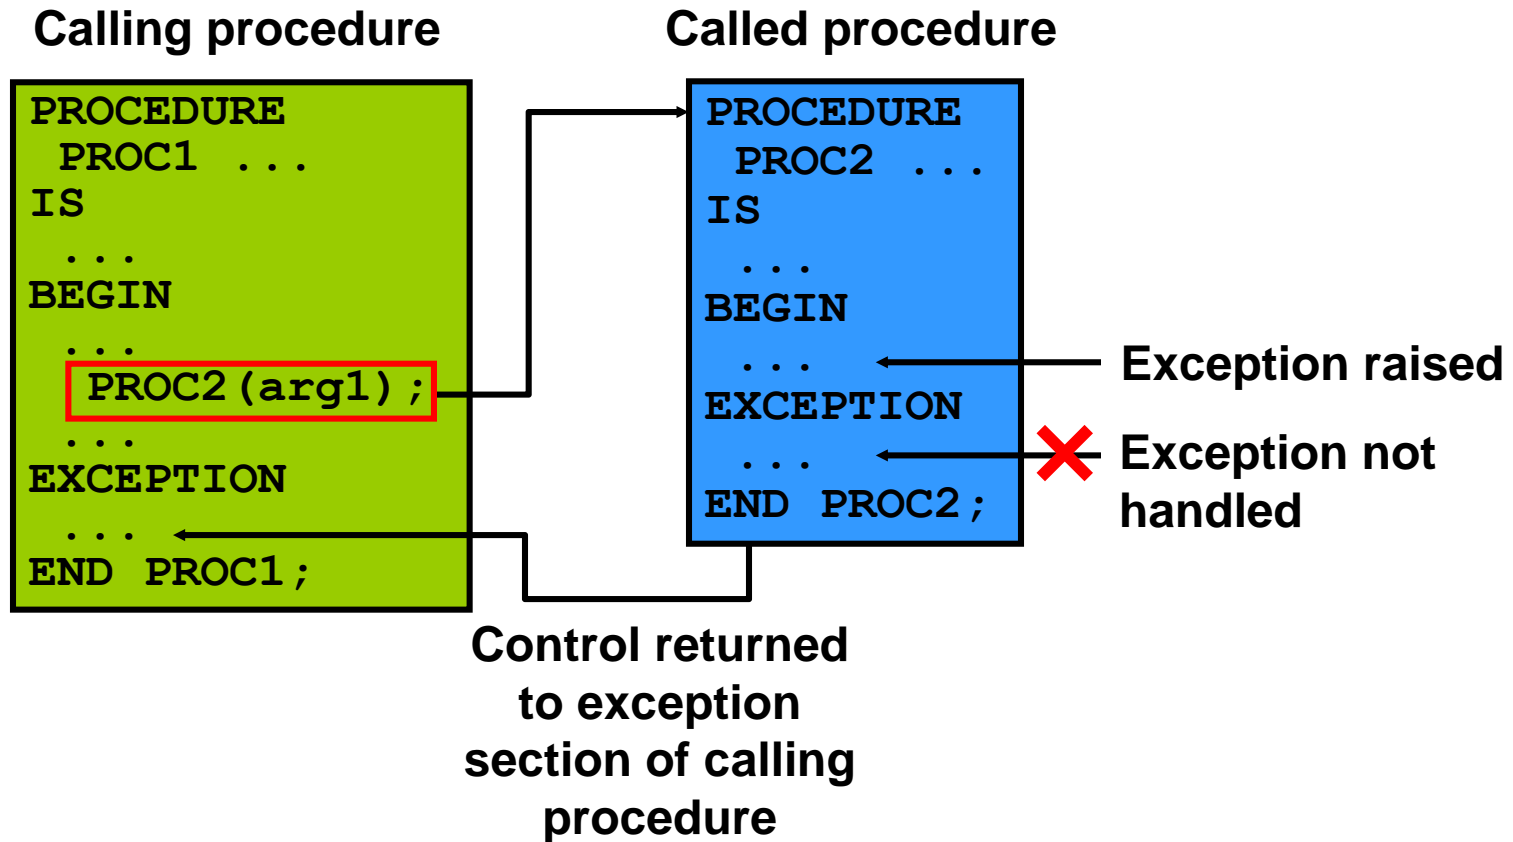 Calling procedure
PROCEDURE
PROC1 ...
IS
...
BEGIN
...
PROC2(arg1);
...
EXCEPTION
...
END PROC1;
Called procedure
PROCEDURE
PROC2 ...
IS
...
BEGIN
...
EXCEPTION
...
END PROC2;
Exception raised
Exception not
handled
Control returned
to exception
section of calling
procedure